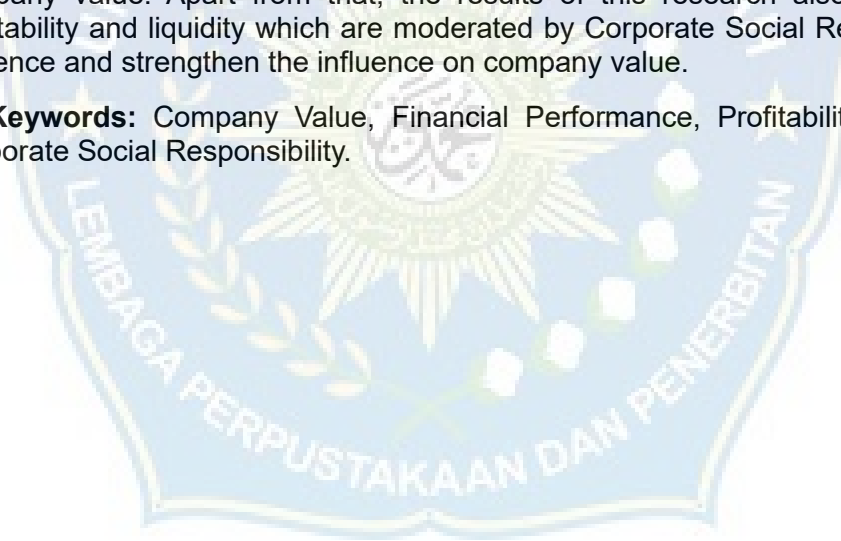 pany value. Apart from that, the results of this research also
tability and liquidity which are moderated by Corporate Social Re
ence and strengthen the influence on company value.
Keywords: Company Value, Financial Performance, Profitabilit
orate Social Responsibility.
LEMBAGA PERPUSTAKAAN DAN PENERBITAN